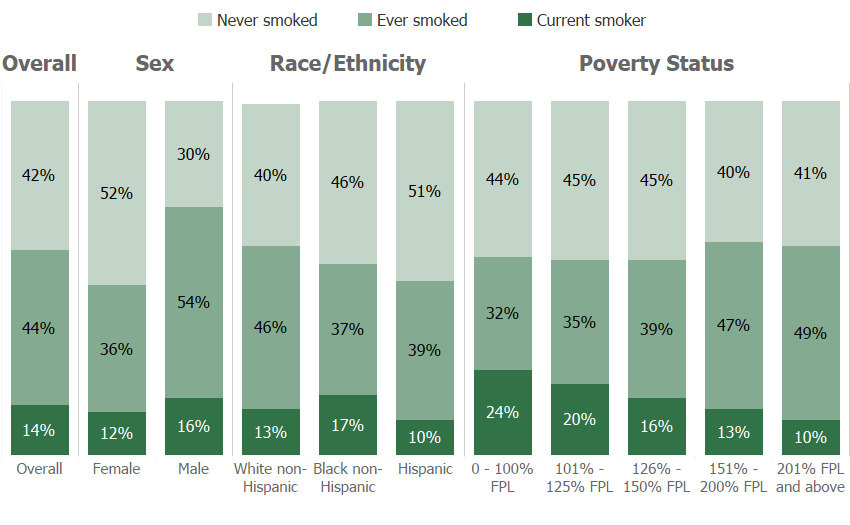 Never smoked Ever smoked Current smoker
Overall Sex Race/Ethnicity Poverty Status
42% 52% 30% 40% 46% 51% 44% 45% 45% 40% 41%
44% 36% 54% 46% 37% 39% 32% 35% 39% 47% 49%
14% 12% 16% 13% 17% 10% 24% 20% 16% 13% 10%
Overall Female Male White non- Black non- Hispanic 0 - 100% 101% - 126% - 151% - 201% FPL
Hispanic Hispanic FPL 125% FPL 150% FPL 200% FPL and above